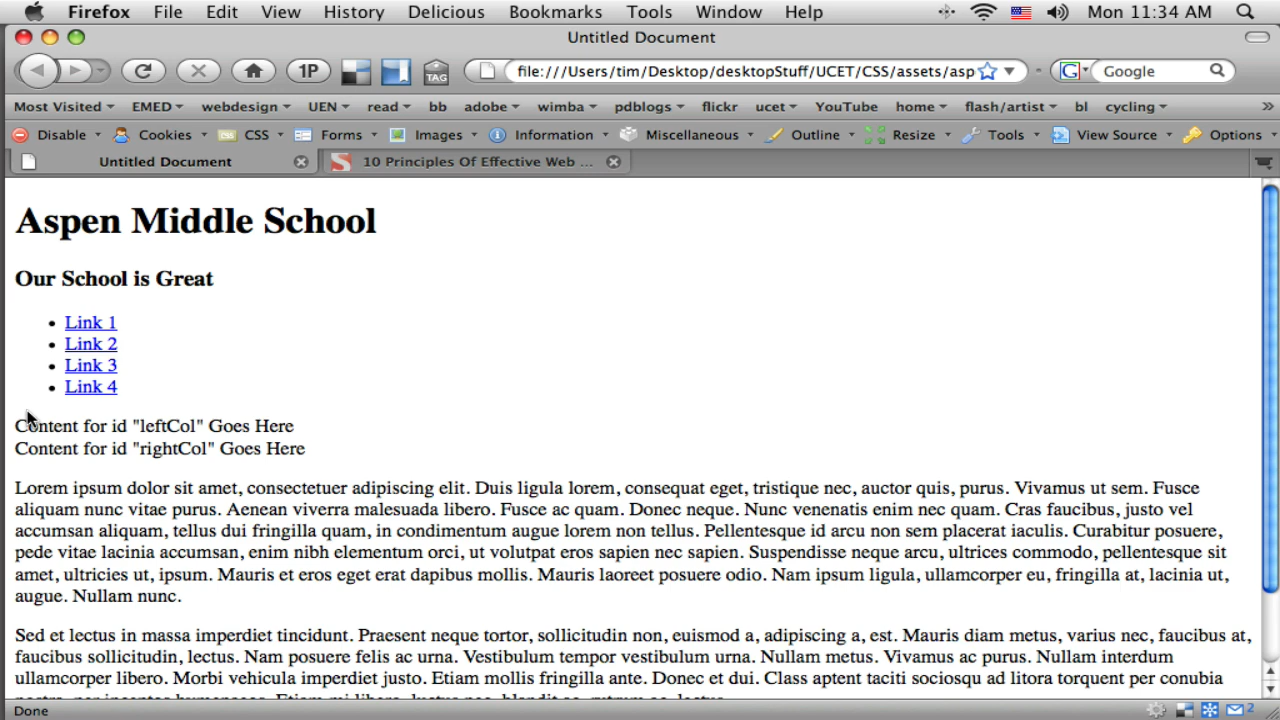 Firefox File Edit View History Delicious Bookmarks Tools Window Help Mon 11:34 AM
Untitled Document
1P TAG file:///Users/tim/Desktop/desktopStuff/UCET/CSS/assets/asp G Google
Most Visited EMED webdesign UEN read bb adobe wimba pdblogs flickr ucet YouTube home flash/artist bl cycling »
Disable Cookies CSS Forms Images Information Miscellaneous Outline Resize Tools View Source Options
Untitled Document 10 Principles Of Effective Web ...
Aspen Middle School
Our School is Great
• Link 1
• Link 2
• Link 3
• Link 4
Content for id "leftCol" Goes Here
Content for id "rightCol" Goes Here
Lorem ipsum dolor sit amet, consectetuer adipiscing elit. Duis ligula lorem, consequat eget, tristique nec, auctor quis, purus. Vivamus ut sem. Fusce
aliquam nunc vitae purus. Aenean viverra malesuada libero. Fusce ac quam. Donec neque. Nunc venenatis enim nec quam. Cras faucibus, justo vel
accumsan aliquam, tellus dui fringilla quam, in condimentum augue lorem non tellus. Pellentesque id arcu non sem placerat iaculis. Curabitur posuere,
pede vitae lacinia accumsan, enim nibh elementum orci, ut volutpat eros sapien nec sapien. Suspendisse neque arcu, ultrices commodo, pellentesque sit
amet, ultricies ut, ipsum. Mauris et eros eget erat dapibus mollis. Mauris laoreet posuere odio. Nam ipsum ligula, ullamcorper eu, fringilla at, lacinia ut,
augue. Nullam nunc.
Sed et lectus in massa imperdiet tincidunt. Praesent neque tortor, sollicitudin non, euismod a, adipiscing a, est. Mauris diam metus, varius nec, faucibus at,
faucibus sollicitudin, lectus. Nam posuere felis ac urna. Vestibulum tempor vestibulum urna. Nullam metus. Vivamus ac purus. Nullam interdum
ullamcorper libero. Morbi vehicula imperdiet justo. Etiam mollis fringilla ante. Donec et dui. Class aptent taciti sociosqu ad litora torquent per conubia
Done 2